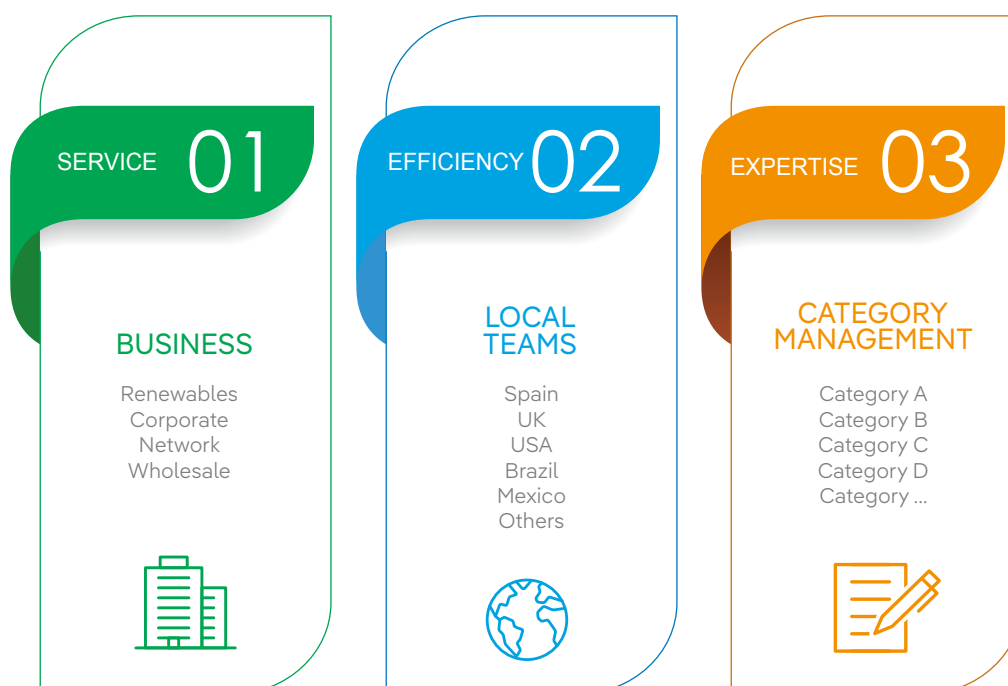 SERVICE 01
BUSINESS
Renewables
Corporate
Network
Wholesale
EFFICIENCY 02
LOCAL
TEAMS
Spain
UK
USA
Brazil
Mexico
Others
EXPERTISE 03
CATEGORY
MANAGEMENT
Category A
Category B
Category C
Category D
Category ...